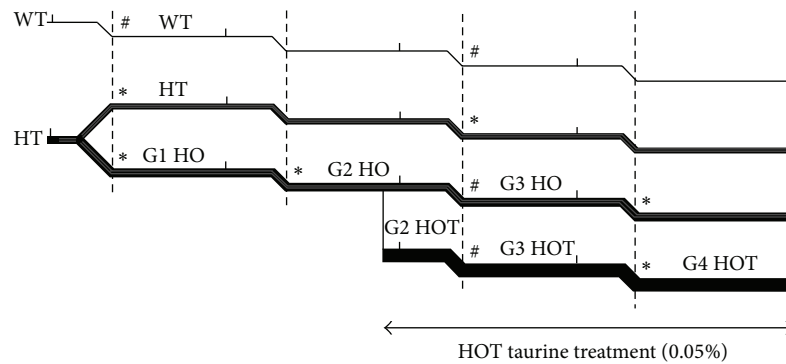 WT # WT #
* HT *
HT
* G1 HO * G2 HO # G3 HO *
G2 HOT # G3 HOT * G4 HOT
HOT taurine treatment (0.05%)